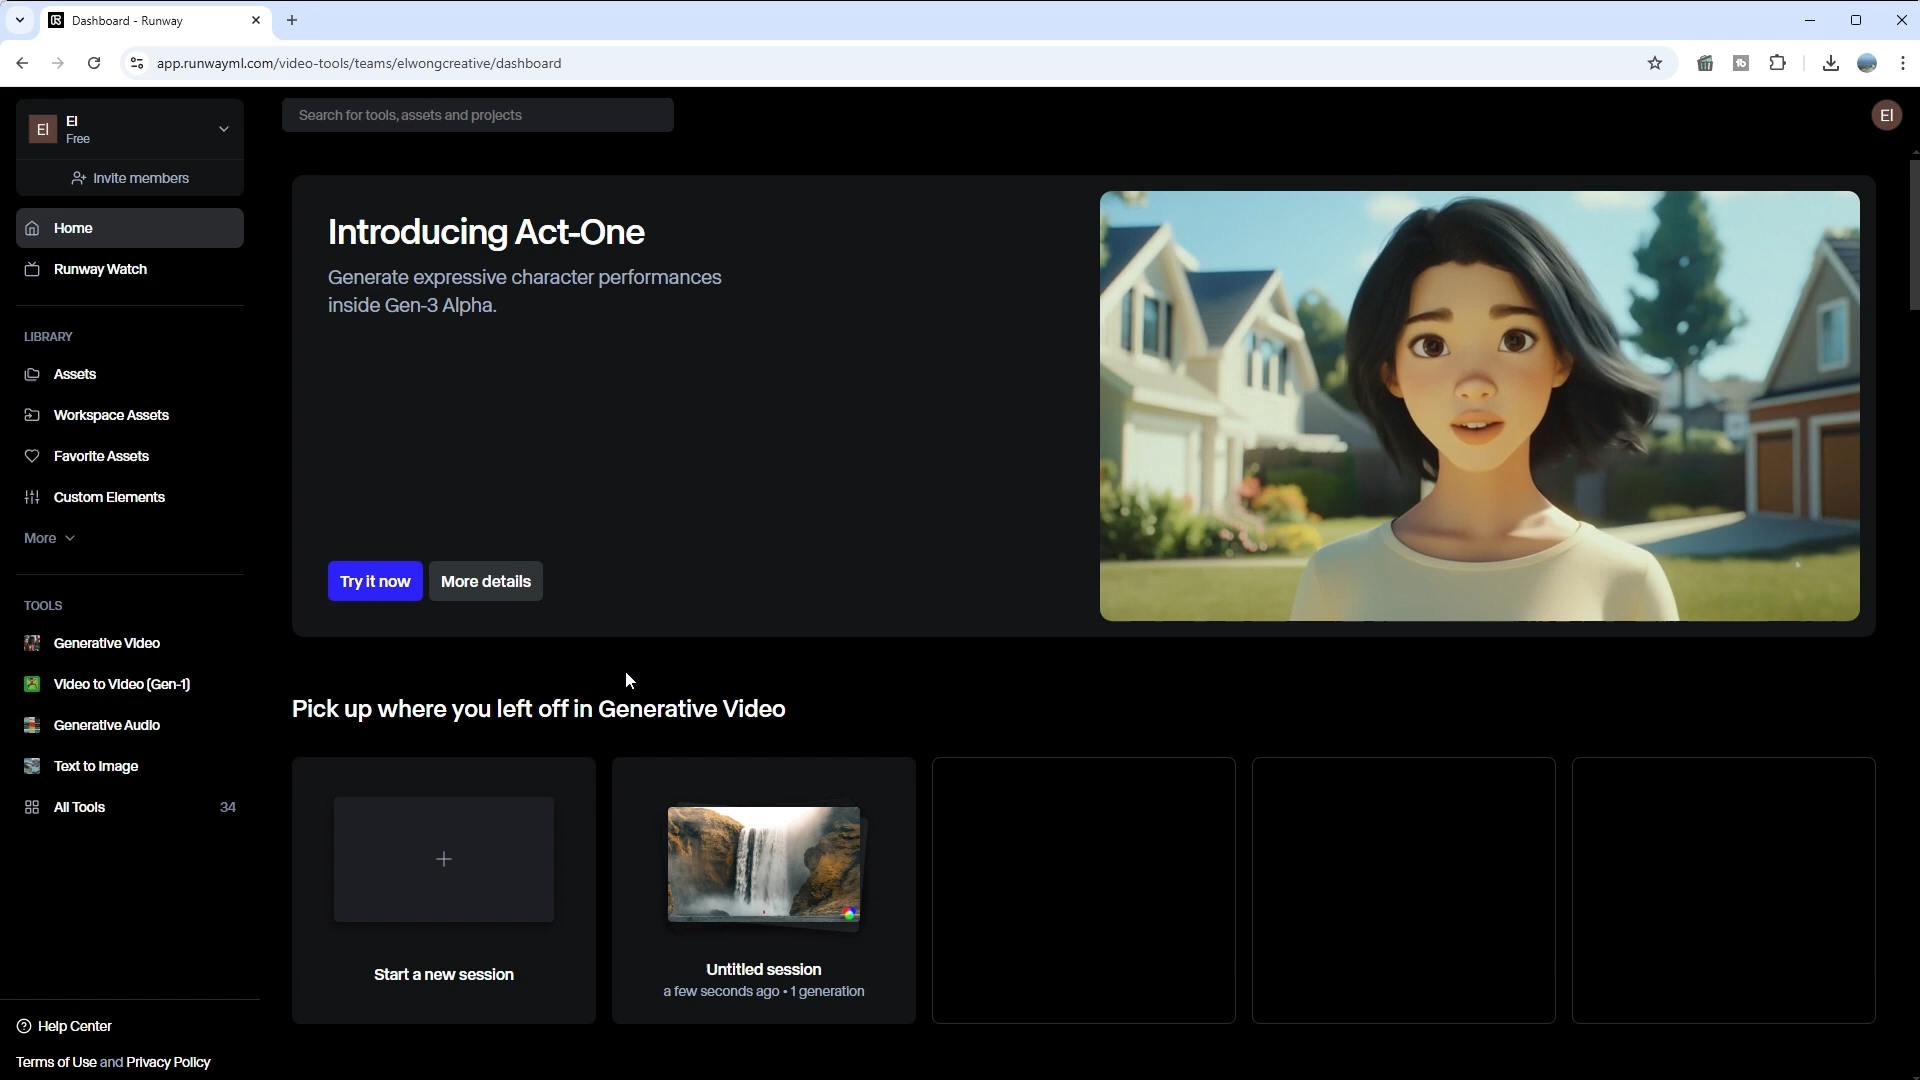 Dashboard - Runway
app.runwayml.com/video-tools/teams/elwongcreative/dashboard
El
El
Free
Invite members
Home
Runway Watch
LIBRARY
Assets
Workspace Assets
Favorite Assets
Custom Elements
More
TOOLS
Generative Video
Video to Video (Gen-1)
Generative Audio
Text to Image
All Tools 34
Help Center
Terms of Use and Privacy Policy
Search for tools, assets and projects
El
Introducing Act-One
Generate expressive character performances
inside Gen-3 Alpha.
Try it now
More details
Pick up where you left off in Generative Video
Start a new session
Untitled session
a few seconds ago • 1 generation